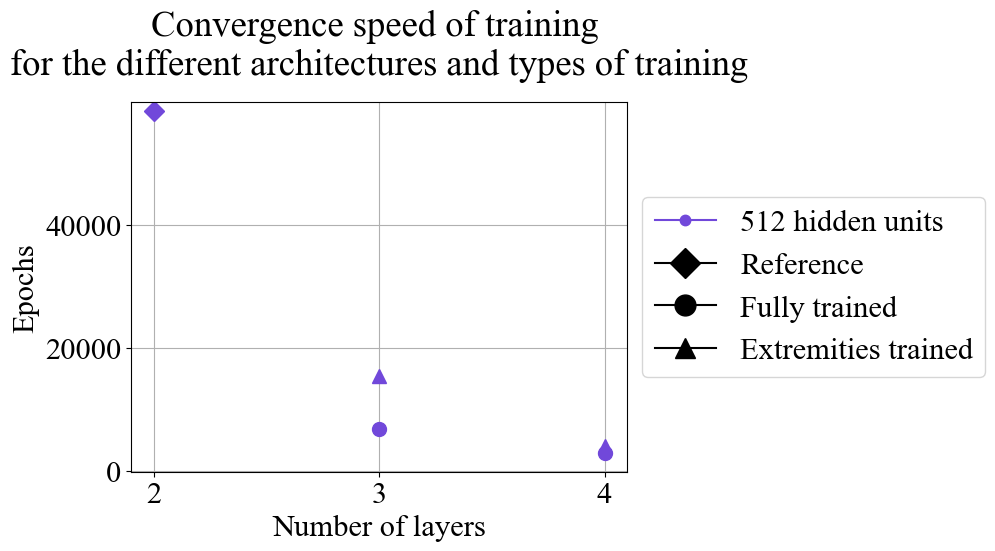 Convergence speed of training
for the different architectures and types of training
40000
20000
0
Epochs
2
3
4
Number of layers
512 hidden units
Reference
Fully trained
Extremities trained